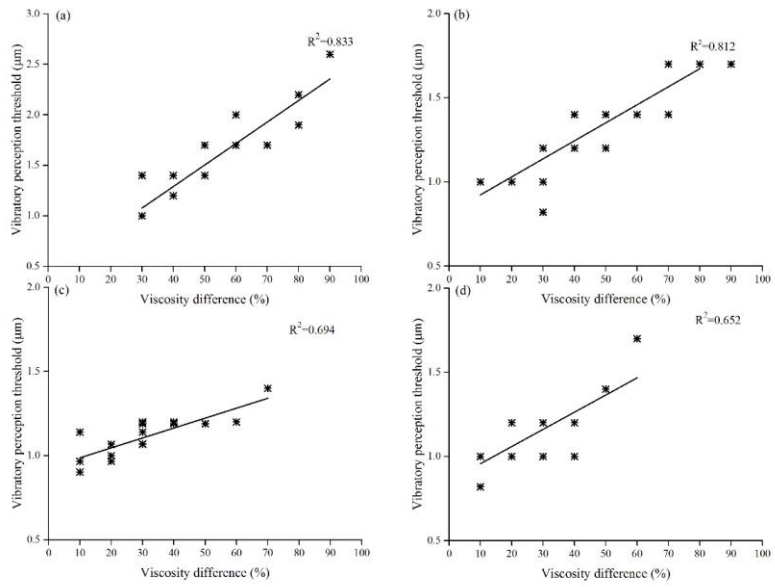 (a)
R²=0.833
Vibratory perception threshold (μm)
3.0
2.5
2.0
1.5
1.0
0.5
0 10 20 30 40 50 60 70 80 90 100
Viscosity difference (%)
(b)
R²=0.812
Vibratory perception threshold (μm)
2.0
1.5
1.0
0.5
0 10 20 30 40 50 60 70 80 90 100
Viscosity difference (%)
(c)
R²=0.694
Vibratory perception threshold (μm)
2.0
1.5
1.0
0.5
0 10 20 30 40 50 60 70 80 90 100
Viscosity difference (%)
(d)
R²=0.652
Vibratory perception threshold (μm)
2.0
1.5
1.0
0.5
0 10 20 30 40 50 60 70 80 90 100
Viscosity difference (%)